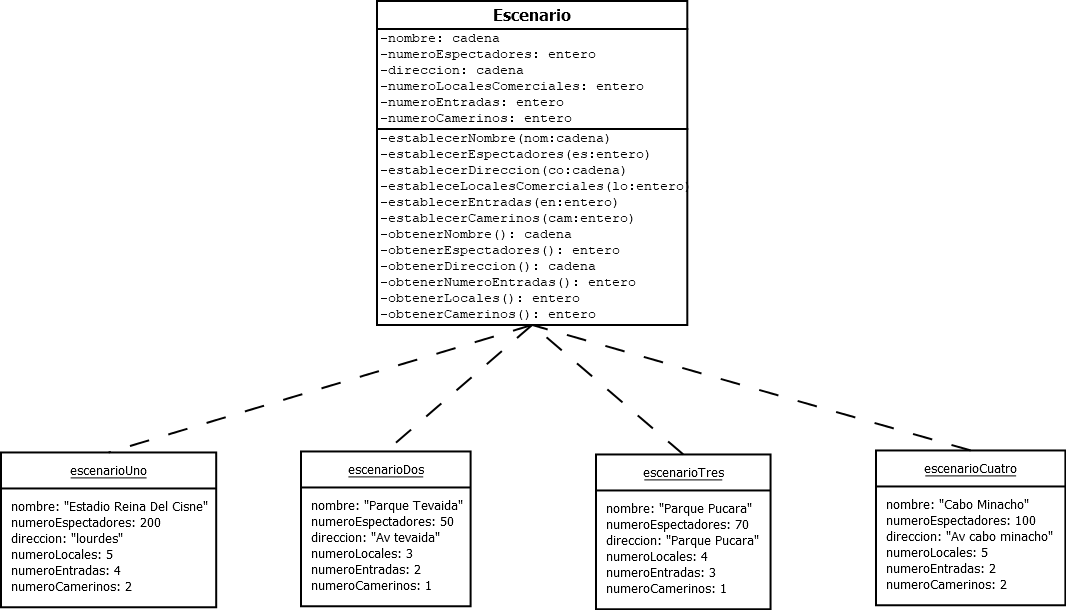 Escenario
-nombre: cadena
-numeroEspectadores: entero
-direccion: cadena
-numeroLocalesComerciales: entero
-numeroEntradas: entero
-numeroCamerinos: entero
-establecerNombre(nom:cadena)
-establecerEspectadores(es:entero)
-establecerDireccion(co:cadena)
-estableceLocalesComerciales(lo:entero)
-establecerEntradas(en:entero)
-establecerCamerinos(cam:entero)
-obtenerNombre(): cadena
-obtenerEspectadores(): entero
-obtenerDireccion(): cadena
-obtenerNumeroEntradas(): entero
-obtenerLocales(): entero
-obtenerCamerinos(): entero
escenarioUno
nombre: "Estadio Reina Del Cisne"
numeroEspectadores: 200
direccion: "lourdes"
numeroLocales: 5
numeroEntradas: 4
numeroCamerinos: 2
escenarioDos
nombre: "Parque Tevaida"
numeroEspectadores: 50
direccion: "Av tevaida"
numeroLocales: 3
numeroEntradas: 2
numeroCamerinos: 1
escenarioTres
nombre: "Parque Pucara"
numeroEspectadores: 70
direccion: "Parque Pucara"
numeroLocales: 4
numeroEntradas: 3
numeroCamerinos: 1
escenarioCuatro
nombre: "Cabo Minacho"
numeroEspectadores: 100
direccion: "Av cabo minacho"
numeroLocales: 5
numeroEntradas: 2
numeroCamerinos: 2